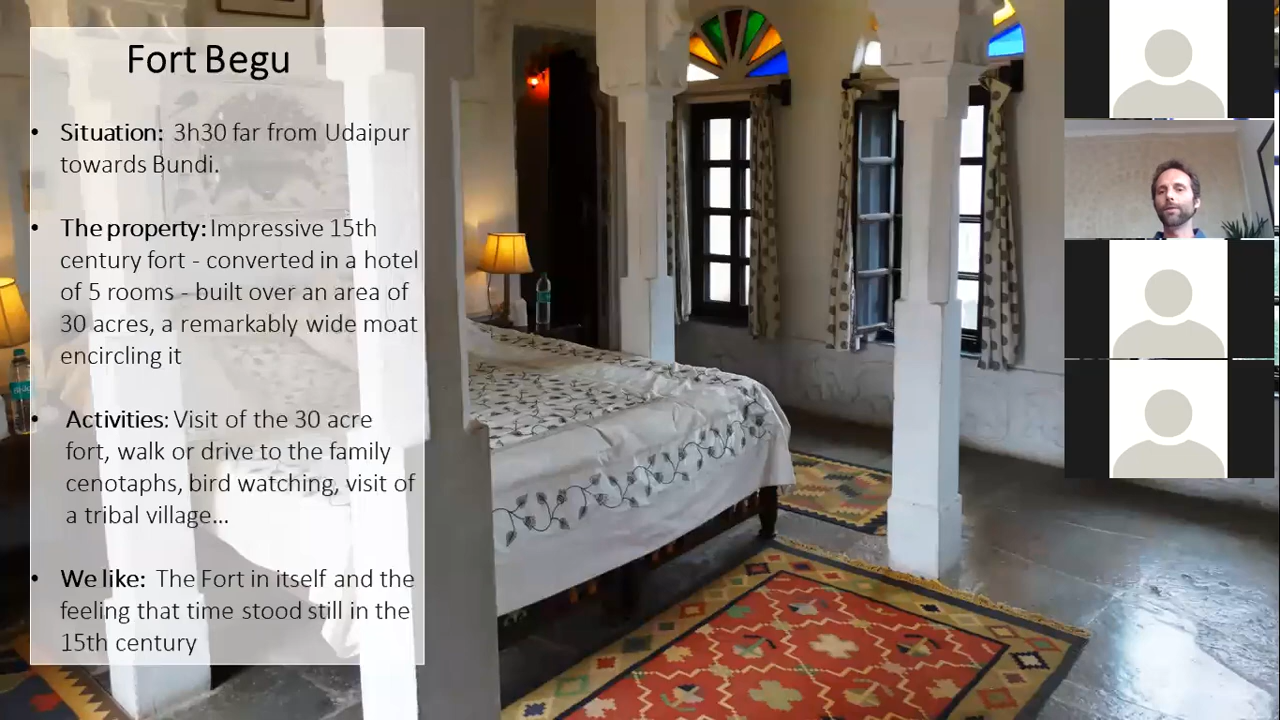 Fort Begu
• Situation: 3h30 far from Udaipur
towards Bundi.
• The property: Impressive 15th
century fort - converted in a hotel
of 5 rooms - built over an area of
30 acres, a remarkably wide moat
encircling it
• Activities: Visit of the 30 acre
fort, walk or drive to the family
cenotaphs, bird watching, visit of
a tribal village...
• We like: The Fort in itself and the
feeling that time stood still in the
15th century